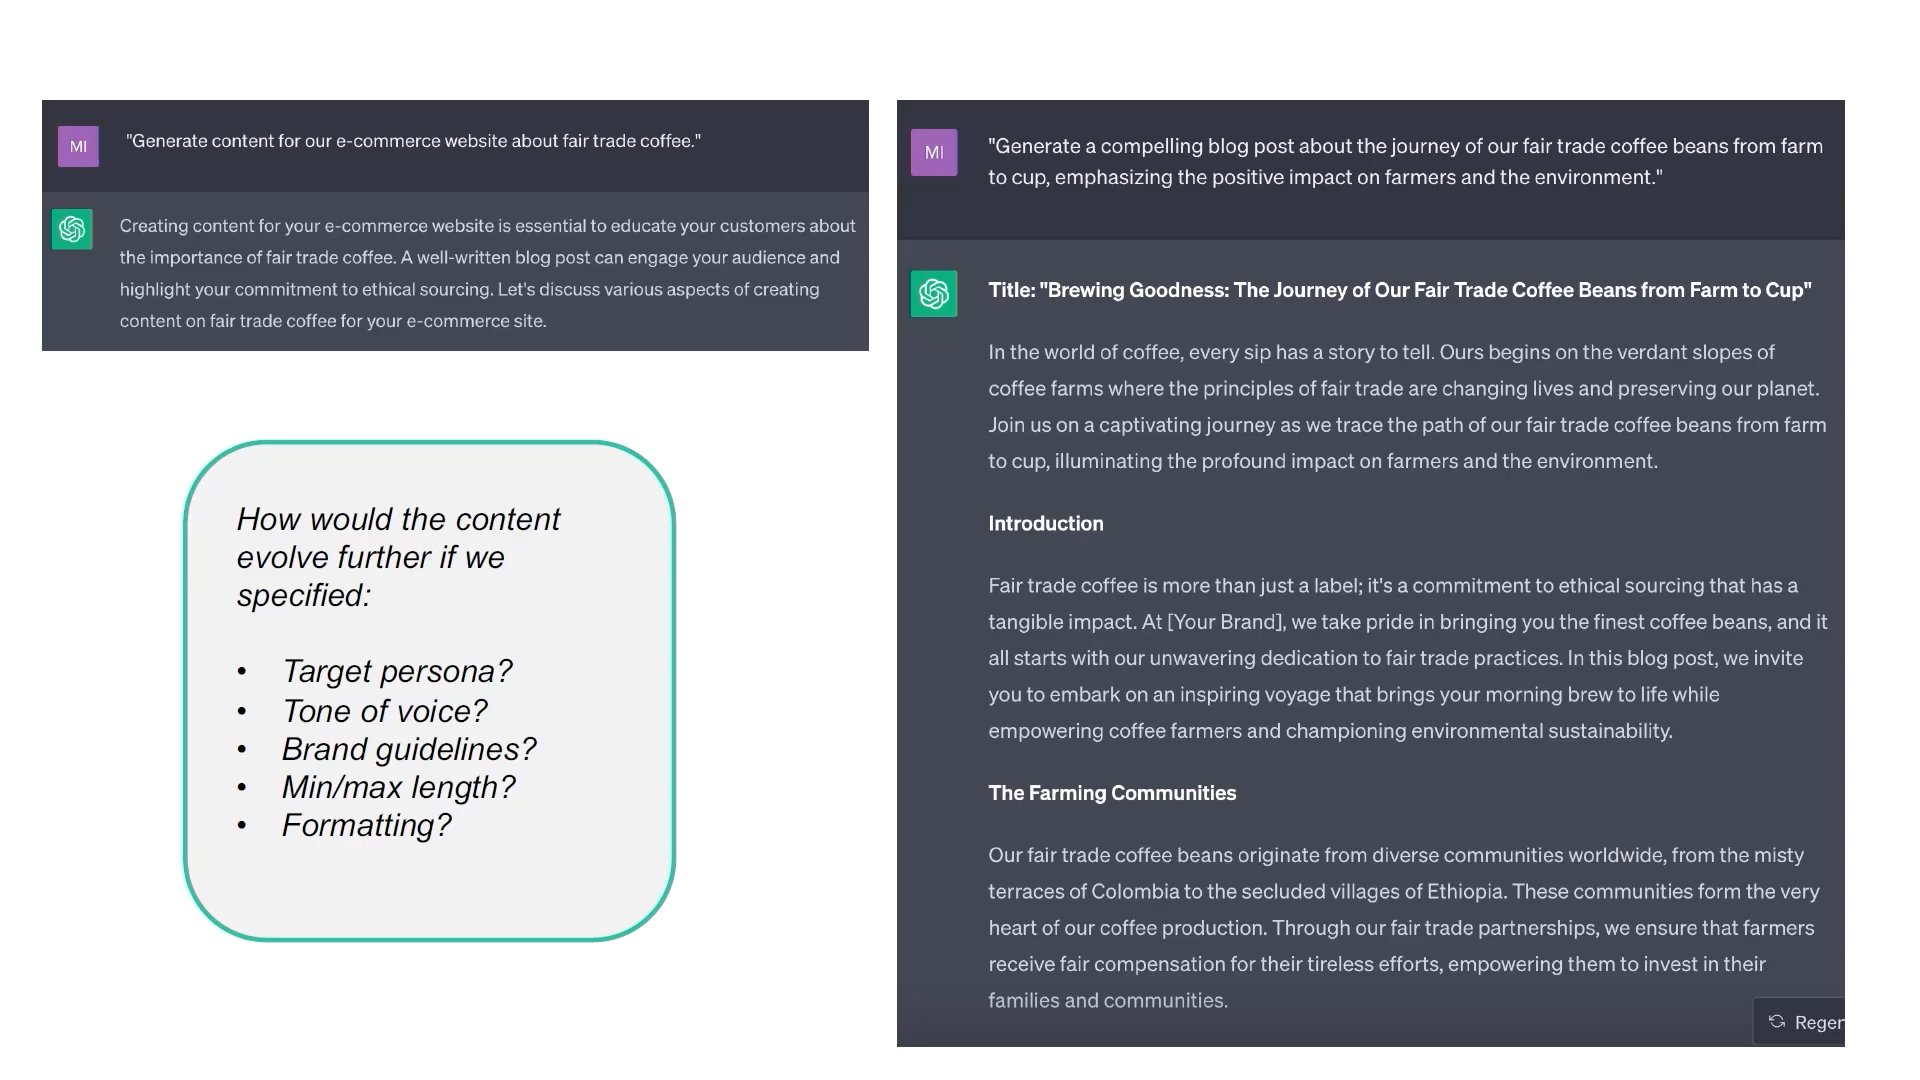 MI
"Generate content for our e-commerce website about fair trade coffee."
Creating content for your e-commerce website is essential to educate your customers about
the importance of fair trade coffee. A well-written blog post can engage your audience and
highlight your commitment to ethical sourcing. Let's discuss various aspects of creating
content on fair trade coffee for your e-commerce site.
How would the content
evolve further if we
specified:
• Target persona?
• Tone of voice?
• Brand guidelines?
• Min/max length?
• Formatting?
MI
"Generate a compelling blog post about the journey of our fair trade coffee beans from farm
to cup, emphasizing the positive impact on farmers and the environment."
Title: "Brewing Goodness: The Journey of Our Fair Trade Coffee Beans from Farm to Cup"
In the world of coffee, every sip has a story to tell. Ours begins on the verdant slopes of
coffee farms where the principles of fair trade are changing lives and preserving our planet.
Join us on a captivating journey as we trace the path of our fair trade coffee beans from farm
to cup, illuminating the profound impact on farmers and the environment.
Introduction
Fair trade coffee is more than just a label; it's a commitment to ethical sourcing that has a
tangible impact. At [Your Brand], we take pride in bringing you the finest coffee beans, and it
all starts with our unwavering dedication to fair trade practices. In this blog post, we invite
you to embark on an inspiring voyage that brings your morning brew to life while
empowering coffee farmers and championing environmental sustainability.
The Farming Communities
Our fair trade coffee beans originate from diverse communities worldwide, from the misty
terraces of Colombia to the secluded villages of Ethiopia. These communities form the very
heart of our coffee production. Through our fair trade partnerships, we ensure that farmers
receive fair compensation for their tireless efforts, empowering them to invest in their
families and communities.
Regen